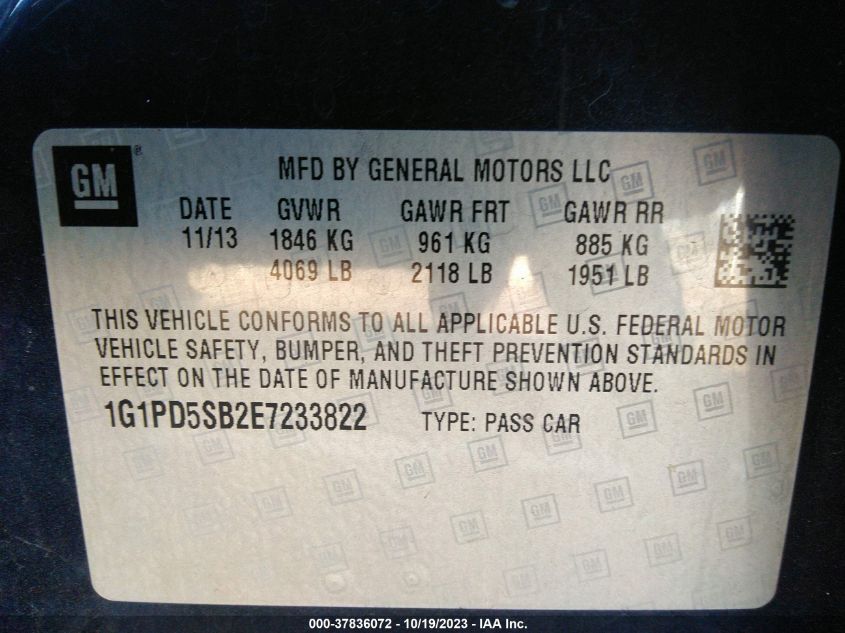 GM ®
MFD BY GENERAL MOTORS LLC
DATE GVWR GAWR FRT GAWR RR
11/13 1846 KG 961 KG 885 KG
4069 LB 2118 LB 1951 LB
THIS VEHICLE CONFORMS TO ALL APPLICABLE U.S. FEDERAL MOTOR
VEHICLE SAFETY, BUMPER, AND THEFT PREVENTION STANDARDS IN
EFFECT ON THE DATE OF MANUFACTURE SHOWN ABOVE.
1G1PD5SB2E7233822 TYPE: PASS CAR
000-37836072 - 10/19/2023 - IAA Inc.